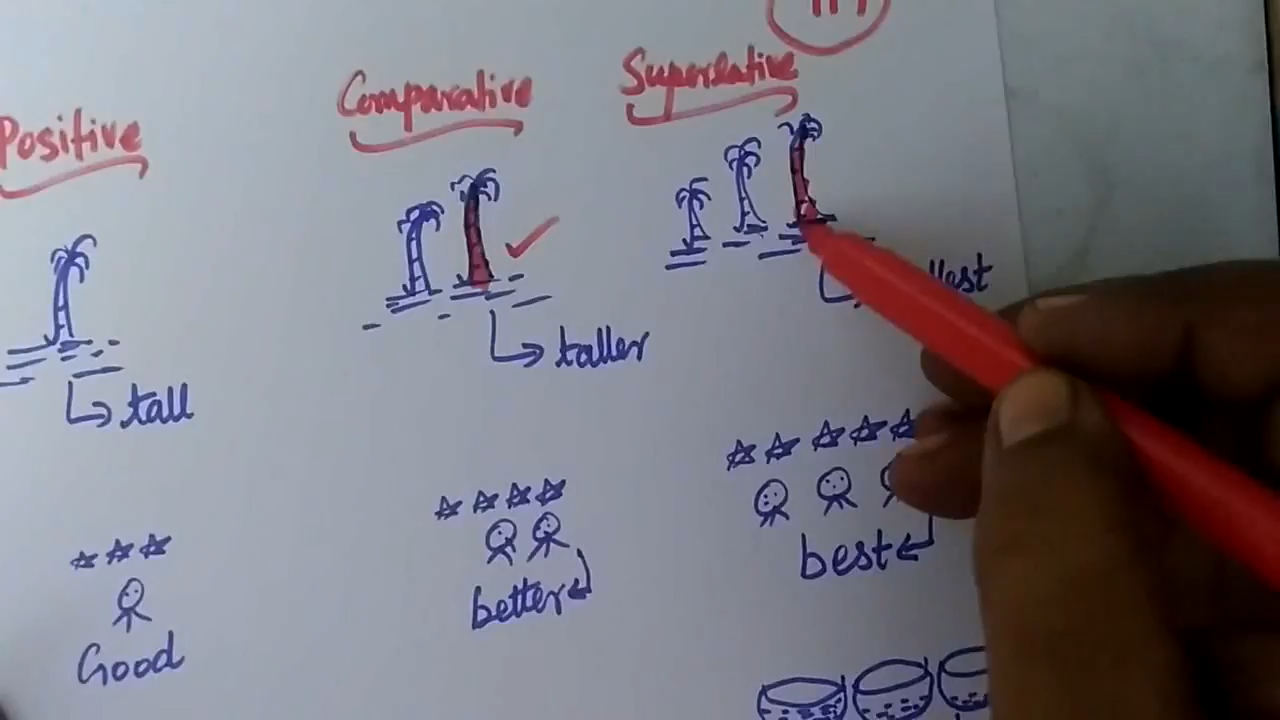 Positive
Comparative
Superlative
tall
taller
Good
better
best